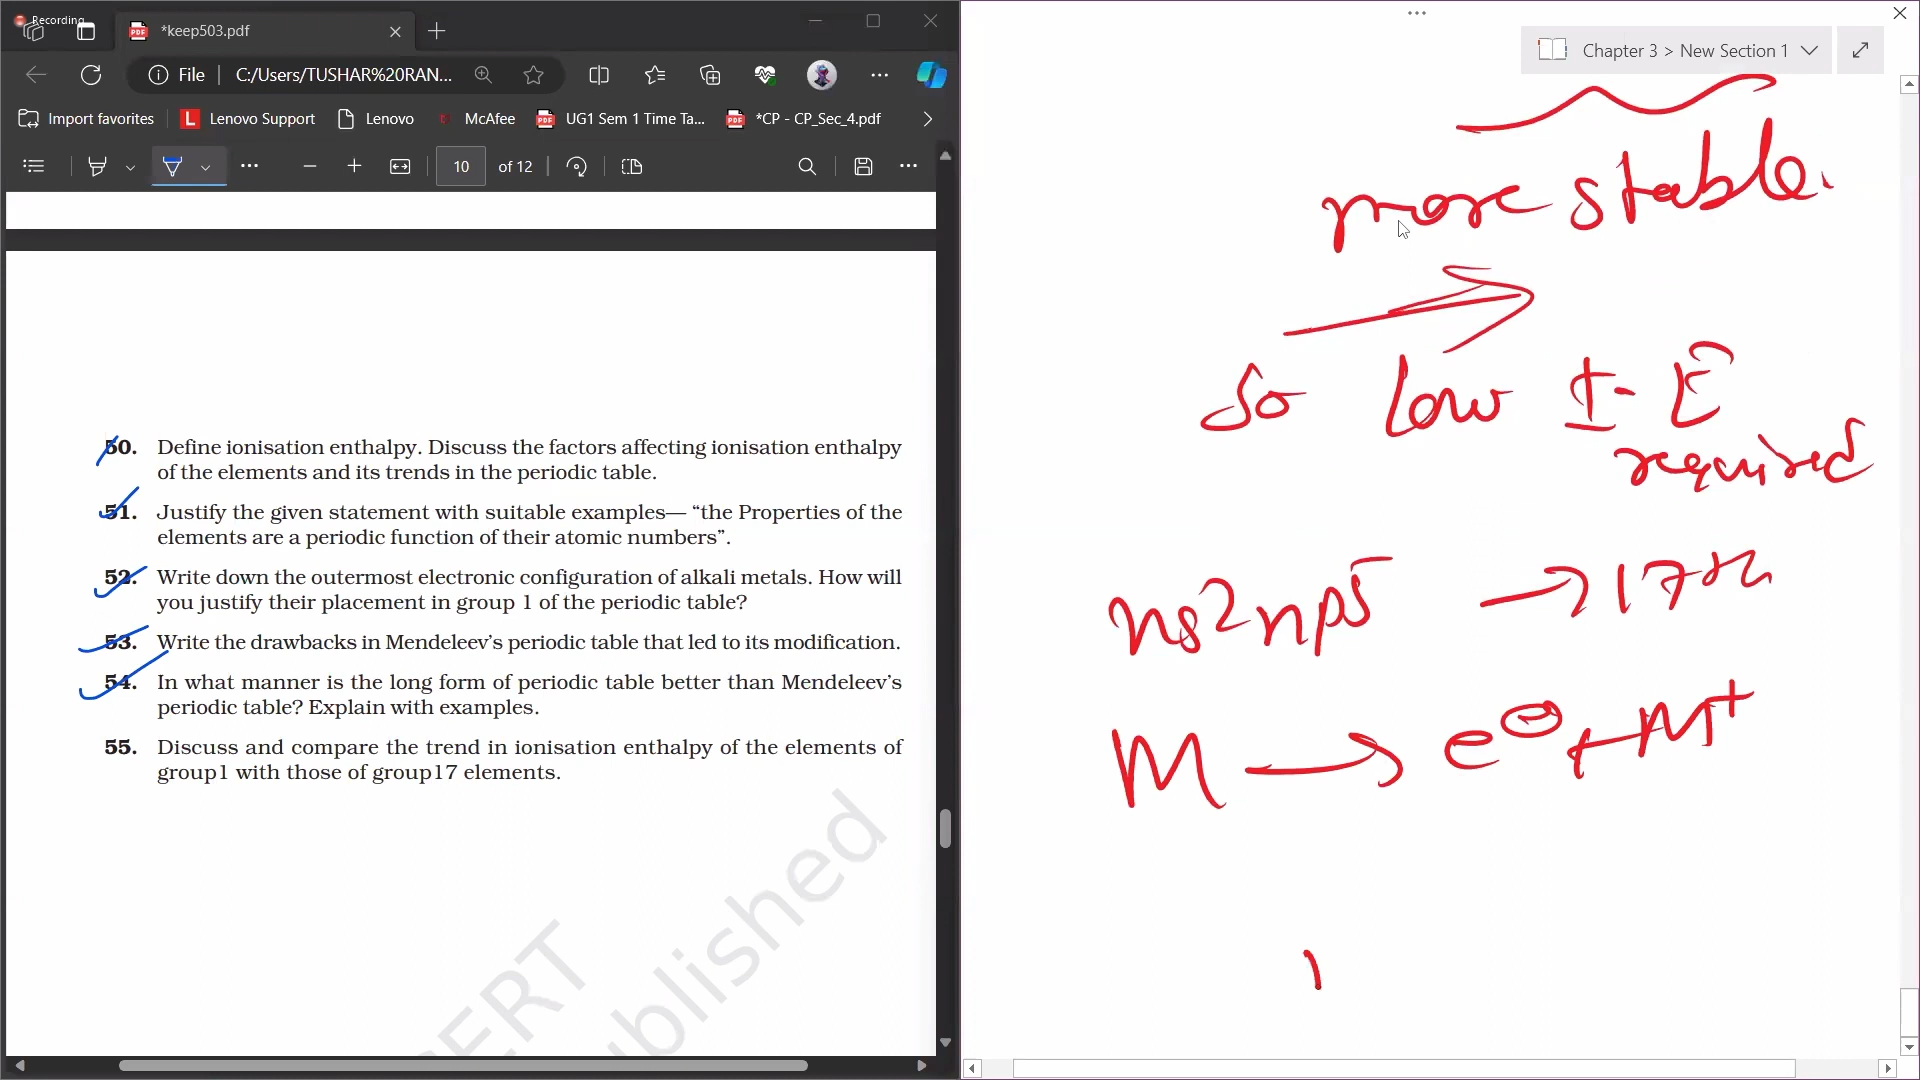 Recording
*keep503.pdf
File C:/Users/TUSHAR%20RAN...
Import favorites Lenovo Support Lenovo McAfee UG1 Sem 1 Time Ta... *CP - CP_Sec_4.pdf
10 of 12
50. Define ionisation enthalpy. Discuss the factors affecting ionisation enthalpy
of the elements and its trends in the periodic table.
51. Justify the given statement with suitable examples— “the Properties of the
elements are a periodic function of their atomic numbers”.
52. Write down the outermost electronic configuration of alkali metals. How will
you justify their placement in group 1 of the periodic table?
53. Write the drawbacks in Mendeleev’s periodic table that led to its modification.
54. In what manner is the long form of periodic table better than Mendeleev’s
periodic table? Explain with examples.
55. Discuss and compare the trend in ionisation enthalpy of the elements of
group1 with those of group17 elements.
ERT
ublished
Chapter 3 > New Section 1
more stable.
So low I-E
required
ns2np5 → 17th
M → e⊖ + M+